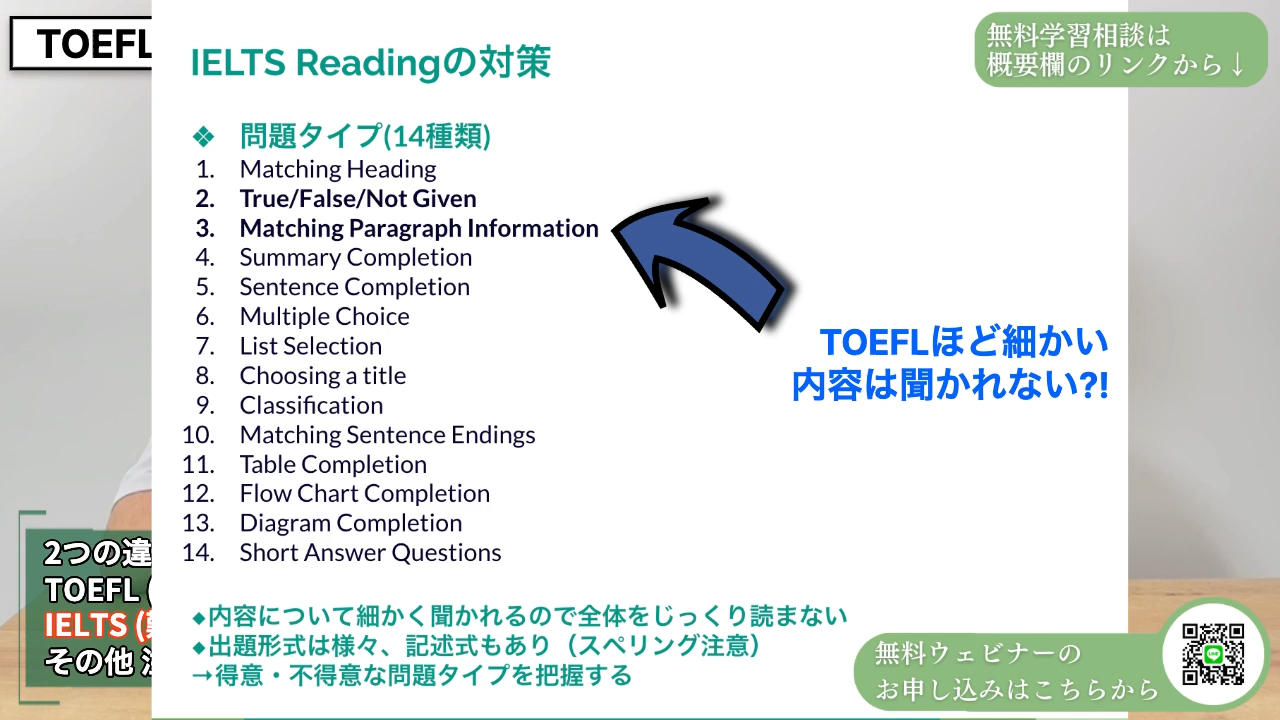 TOEFL
IELTS Readingの対策
無料学習相談は
概要欄のリンクから↓
❖ 問題タイプ(14種類)
1. Matching Heading
2. True/False/Not Given
3. Matching Paragraph Information
4. Summary Completion
5. Sentence Completion
6. Multiple Choice
7. List Selection
8. Choosing a title
9. Classification
10. Matching Sentence Endings
11. Table Completion
12. Flow Chart Completion
13. Diagram Completion
14. Short Answer Questions
TOEFLほど細かい
内容は聞かれない?!
2つの違
TOEFL (
IELTS (
その他
◆内容について細かく聞かれるので全体をじっくり読まない
◆出題形式は様々、記述式もあり（スペリング注意）
→得意・不得意な問題タイプを把握する
無料ウェビナーの
お申し込みはこちらから